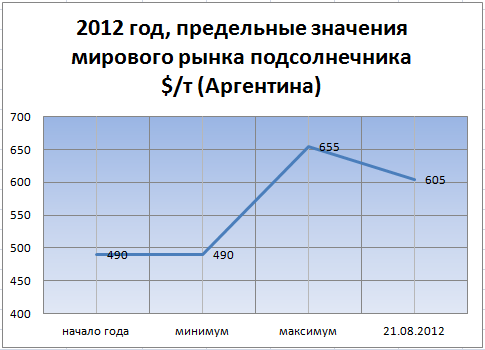 2012 год, предельные значения
мирового рынка подсолнечника
$/т (Аргентина)
700
650
600
550
500
450
400
490
490
655
605
начало года
минимум
максимум
21.08.2012